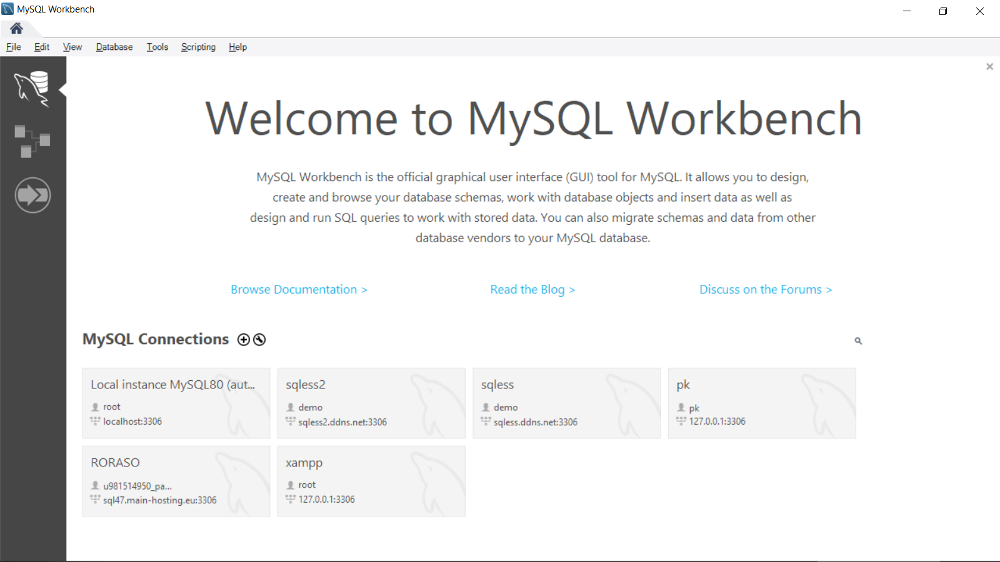 MySQL Workbench
File Edit View Database Tools Scripting Help
Welcome to MySQL Workbench
MySQL Workbench is the official graphical user interface (GUI) tool for MySQL. It allows you to design,
create and browse your database schemas, work with database objects and insert data as well as
design and run SQL queries to work with stored data. You can also migrate schemas and data from other
database vendors to your MySQL database.
Browse Documentation > Read the Blog > Discuss on the Forums >
MySQL Connections
Local instance MySQL80 (aut...
root
localhost:3306
sqless2
demo
sqless2.ddns.net:3306
sqless
demo
sqless.ddns.net:3306
pk
pk
127.0.0.1:3306
RORASO
u981514950_pa...
sql47.main-hosting.eu:3306
xampp
root
127.0.0.1:3306